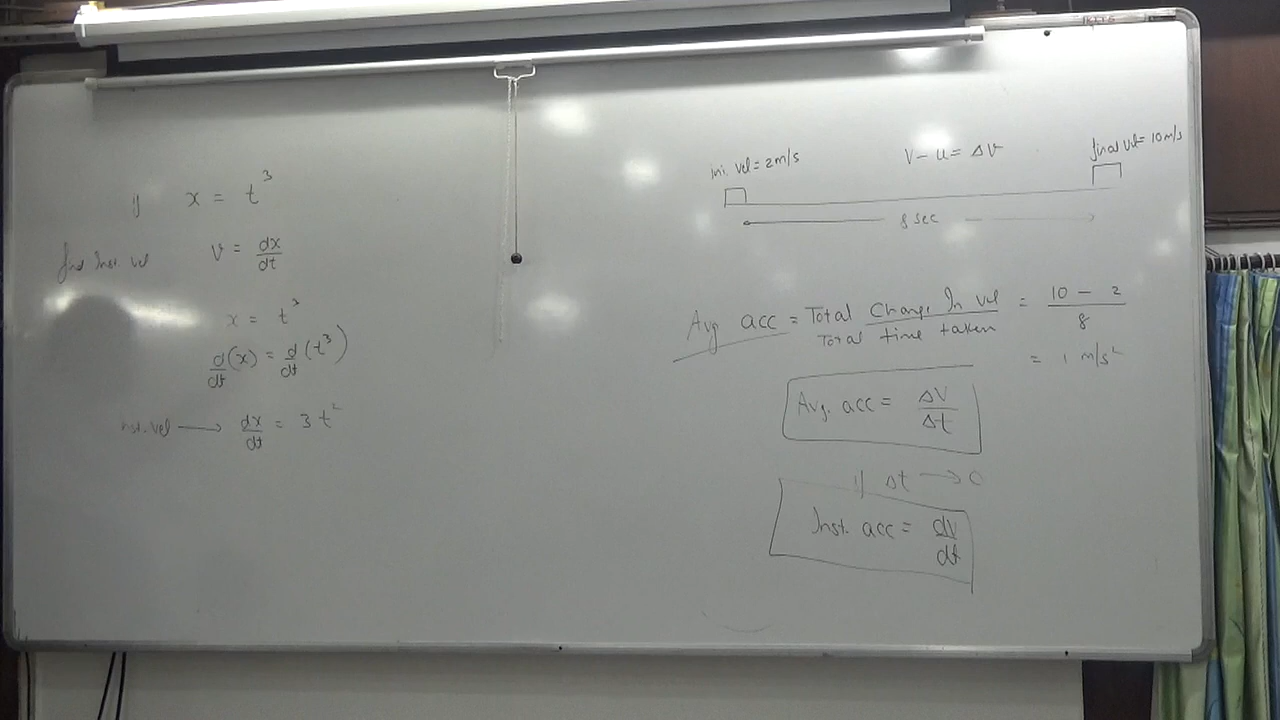 if x = t³
find Inst. vel v = dx/dt
x = t³
d/dt (x) = d/dt (t³)
Inst. vel → dx/dt = 3t²
ini. vel = 2m/s
V - u = Δv
final vel = 10m/s
8 sec
Avg acc = Total Change In vel / Total time taken = 10 - 2 / 8
= 1 m/s²
Avg. acc = ΔV/Δt
if Δt → 0
Inst. acc = dv/dt